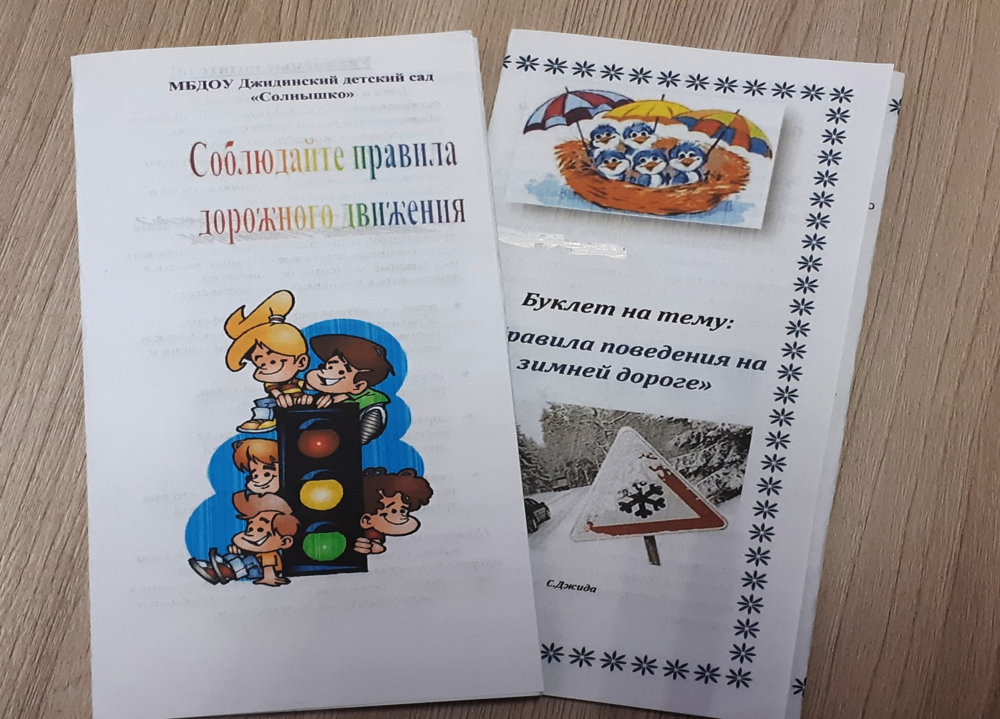 МБДОУ Джидинский детский сад
«Солнышко»
Соблюдайте правила
дорожного движения
Буклет на тему:
равила поведения на
зимней дороге»
С.Джида